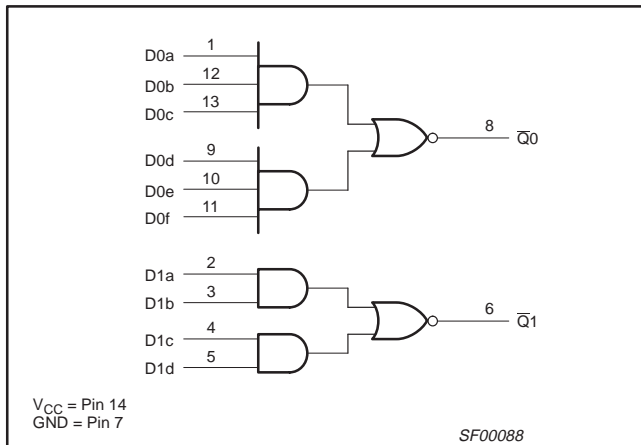 D0a 1
D0b 12
D0c 13
D0d 9
D0e 10
D0f 11
8 Q̅0
D1a 2
D1b 3
D1c 4
D1d 5
6 Q̅1
VCC = Pin 14
GND = Pin 7
SF00088